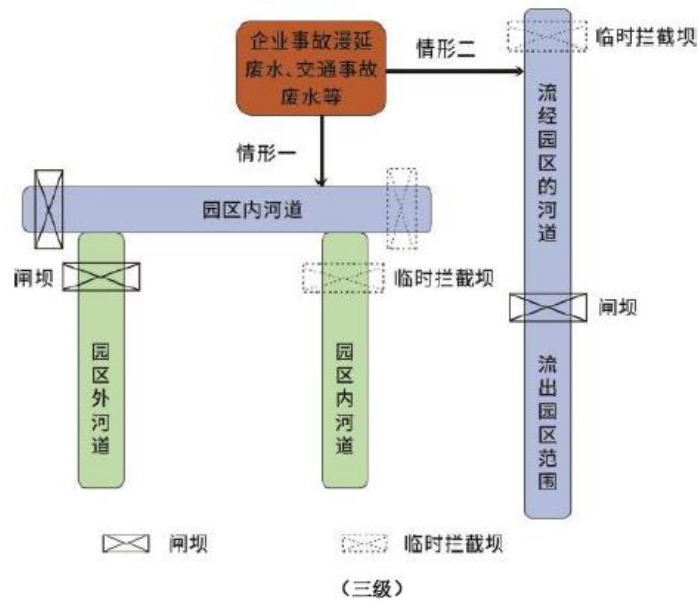 企业事故漫延
废水、交通事故
废水等
情形二
临时拦截坝
情形一
流经园区的河道
园区内河道
闸坝
临时拦截坝
闸坝
园区外河道
园区内河道
流出园区范围
闸坝
临时拦截坝
（三级）